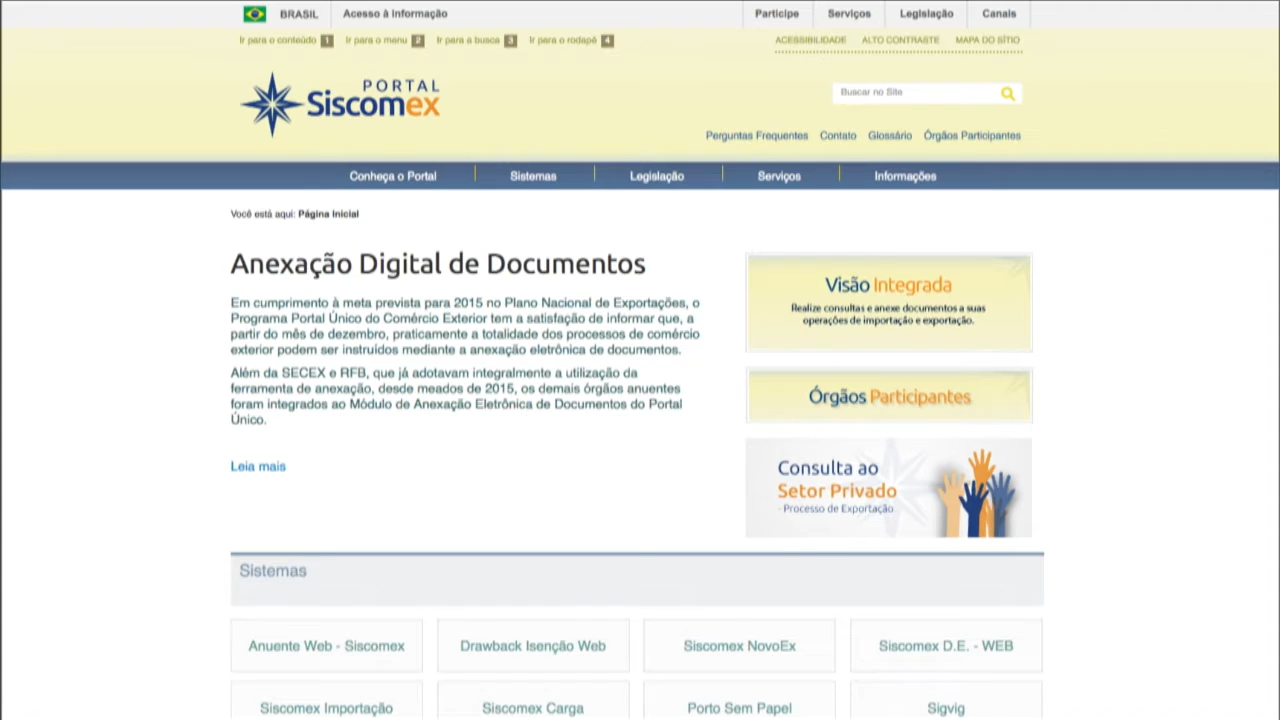 BRASIL Acesso à informação Participe Serviços Legislação Canais
Ir para o conteúdo 1 Ir para o menu 2 Ir para a busca 3 Ir para o rodapé 4 ACESSIBILIDADE ALTO CONTRASTE MAPA DO SÍTIO
PORTAL
Siscomex
Buscar no Site
Perguntas Frequentes Contato Glossário Órgãos Participantes
Conheça o Portal Sistemas Legislação Serviços Informações
Você está aqui: Página Inicial
Anexação Digital de Documentos
Em cumprimento à meta prevista para 2015 no Plano Nacional de Exportações, o
Programa Portal Único do Comércio Exterior tem a satisfação de informar que, a
partir do mês de dezembro, praticamente a totalidade dos processos de comércio
exterior podem ser instruídos mediante a anexação eletrônica de documentos.
Além da SECEX e RFB, que já adotavam integralmente a utilização da
ferramenta de anexação, desde meados de 2015, os demais órgãos anuentes
foram integrados ao Módulo de Anexação Eletrônica de Documentos do Portal
Único.
Leia mais
Visão Integrada
Realize consultas e anexe documentos a suas
operações de importação e exportação.
Órgãos Participantes
Consulta ao
Setor Privado
- Processo de Exportação
Sistemas
Anuente Web - Siscomex Drawback Isenção Web Siscomex NovoEx Siscomex D.E. - WEB
Siscomex Importação Siscomex Carga Porto Sem Papel Sigvig